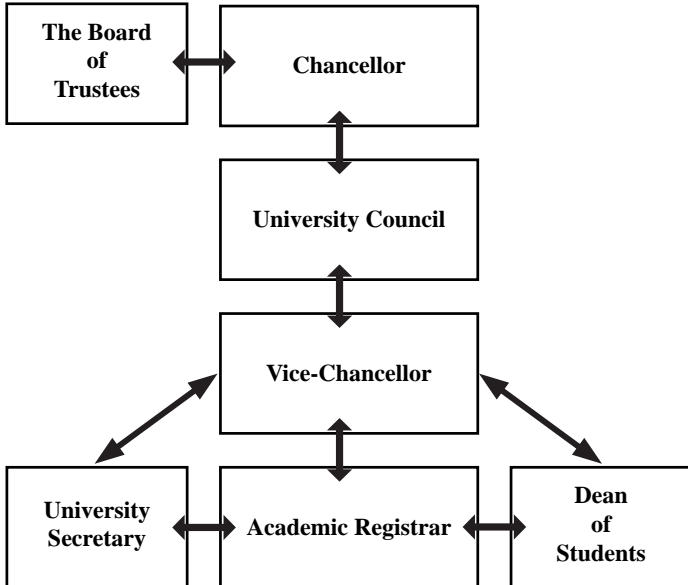 The Board
of
Trustees
Chancellor
University Council
Vice-Chancellor
University
Secretary
Academic Registrar
Dean
of
Students